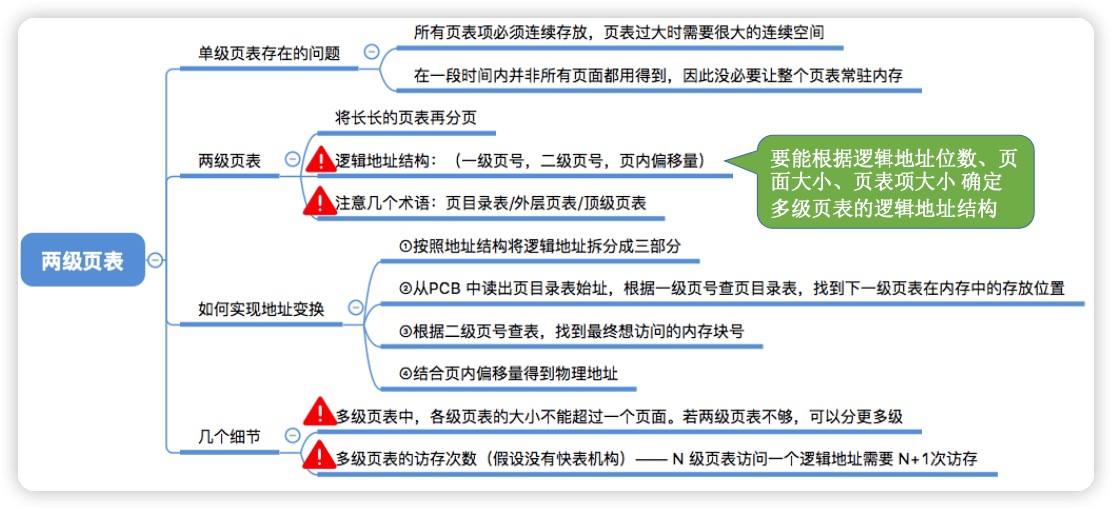 两级页表
单级页表存在的问题
所有页表项必须连续存放，页表过大时需要很大的连续空间
在一段时间内并非所有页面都用得到，因此没必要让整个页表常驻内存
两级页表
将长长的页表再分页
逻辑地址结构：（一级页号，二级页号，页内偏移量）
要能根据逻辑地址位数、页
面大小、页表项大小 确定
多级页表的逻辑地址结构
注意几个术语：页目录表/外层页表/顶级页表
如何实现地址变换
①按照地址结构将逻辑地址拆分成三部分
②从PCB 中读出页目录表始址，根据一级页号查页目录表，找到下一级页表在内存中的存放位置
③根据二级页号查表，找到最终想访问的内存块号
④结合页内偏移量得到物理地址
几个细节
多级页表中，各级页表的大小不能超过一个页面。若两级页表不够，可以分更多级
多级页表的访存次数（假设没有快表机构）—— N 级页表访问一个逻辑地址需要 N+1次访存